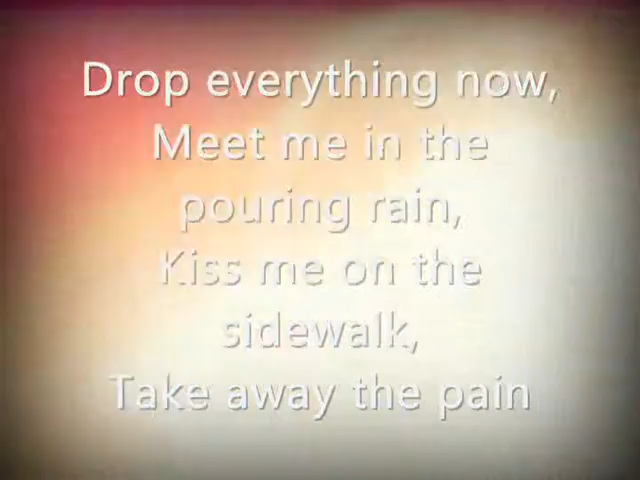 Drop everything now,
Meet me in the
pouring rain,
Kiss me on the
sidewalk,
Take away the pain